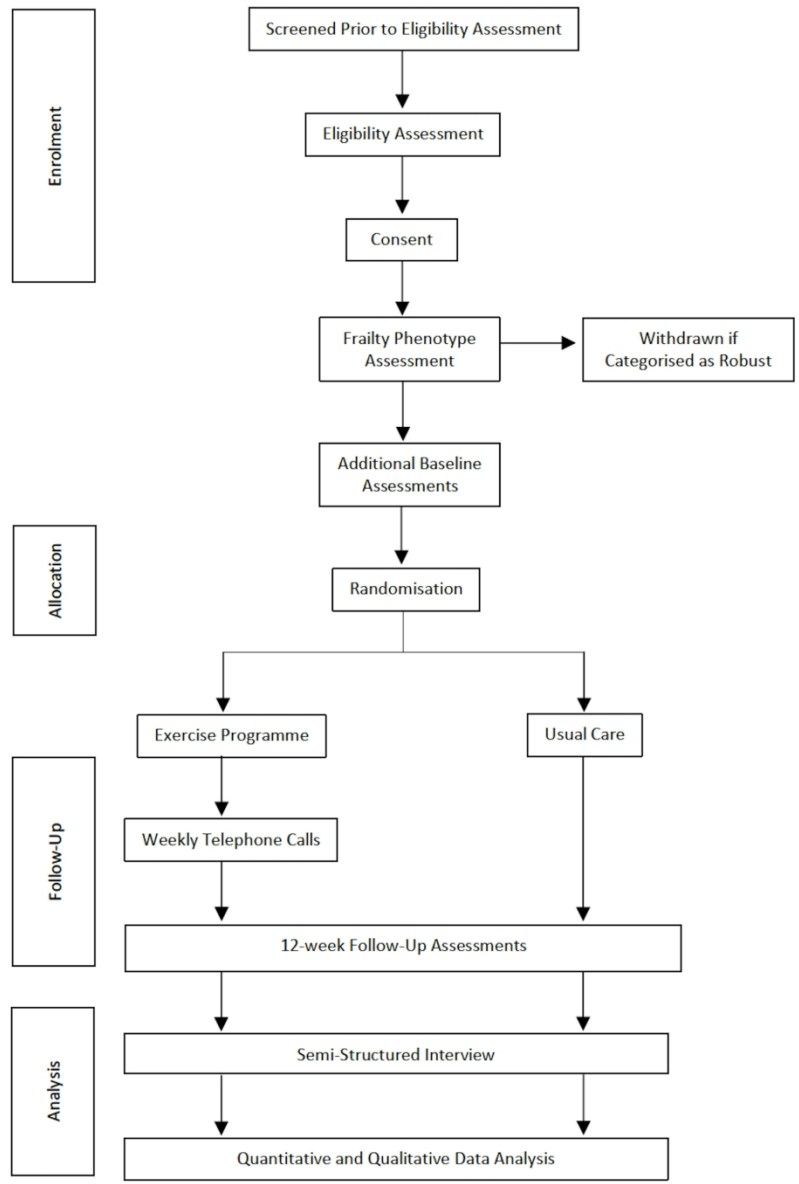 Screened Prior to Eligibility Assessment
Enrolment
Eligibility Assessment
Consent
Frailty Phenotype
Assessment
Withdrawn if
Categorised as Robust
Additional Baseline
Assessments
Allocation
Randomisation
Exercise Programme
Usual Care
Follow-Up
Weekly Telephone Calls
12-week Follow-Up Assessments
Analysis
Semi-Structured Interview
Quantitative and Qualitative Data Analysis